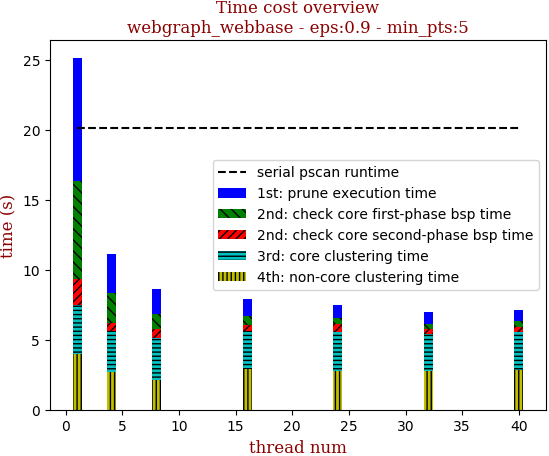 Time cost overview
webgraph_webbase - eps:0.9 - min_pts:5
time (s)
25
20
15
10
5
0
serial pscan runtime
1st: prune execution time
2nd: check core first-phase bsp time
2nd: check core second-phase bsp time
3rd: core clustering time
4th: non-core clustering time
0 5 10 15 20 25 30 35 40
thread num